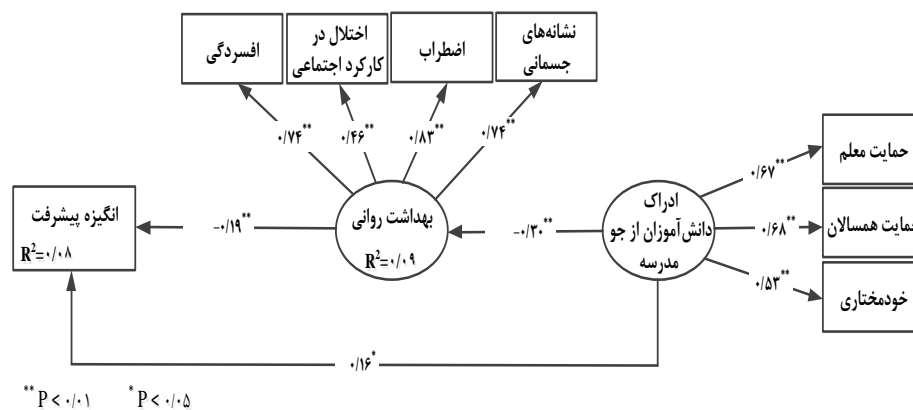 نشانه‌های
جسمانی
اضطراب
اختلال در
کارکرد اجتماعی
افسردگی
۰/۷۴**
۰/۸۳**
۰/۴۶**
۰/۷۴**
حمایت معلم
۰/۶۷**
حمایت همسالان
۰/۶۸**
خودمختاری
۰/۵۳**
ادراک
دانش‌آموزان از جو
مدرسه
−۰/۳۰**
بهداشت روانی
R²=۰/۰۹
−۰/۱۹**
انگیزه پیشرفت
R²=۰/۰۸
۰/۱۶*
** P < ۰/۰۱ * P < ۰/۰۵